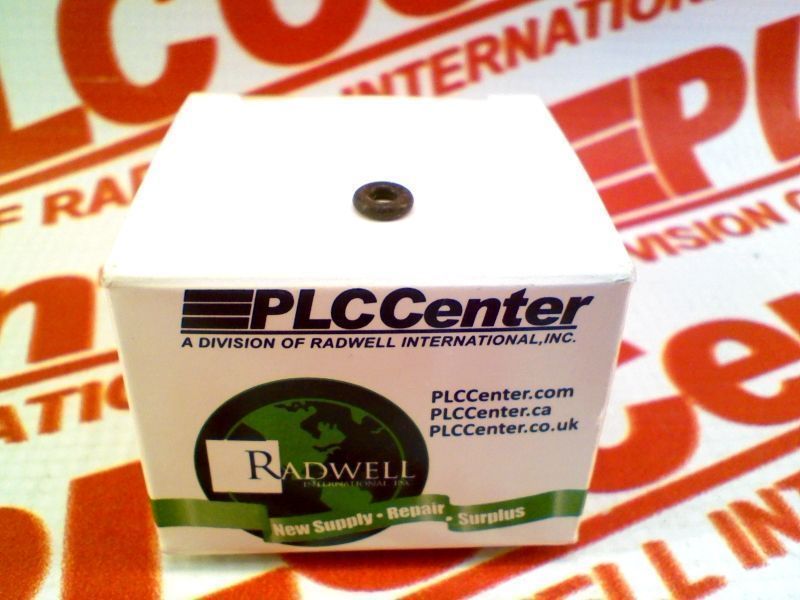 PLCCenter
A DIVISION OF RADWELL INTERNATIONAL,INC.
PLCCenter.com
PLCCenter.ca
PLCCenter.co.uk
RADWELL
INTERNATIONAL INC.
New Supply • Repair • Surplus